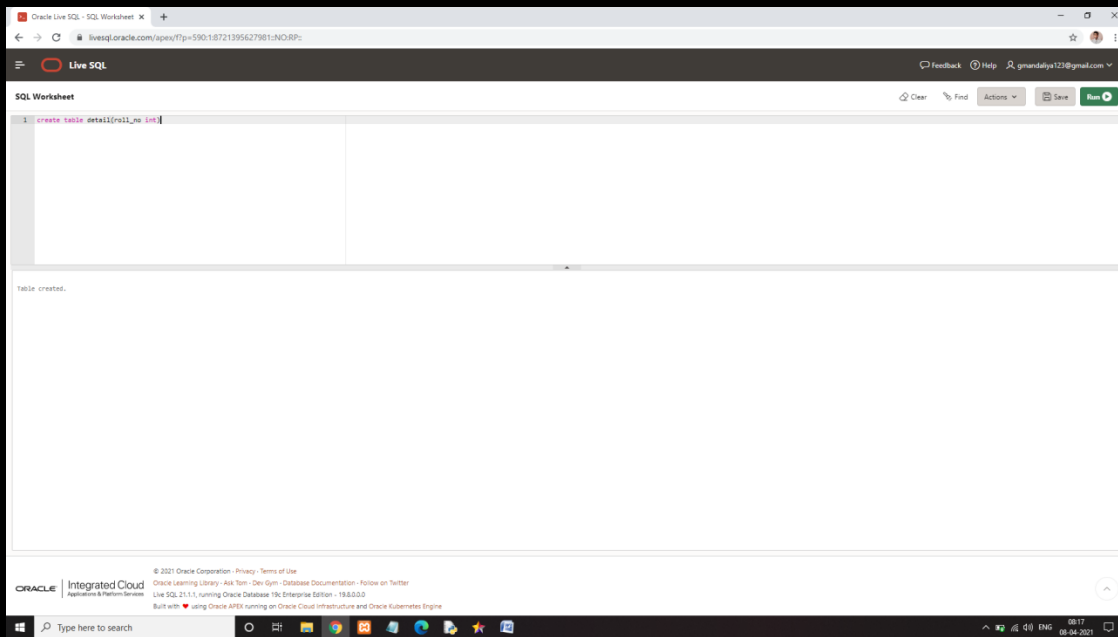 Oracle Live SQL - SQL Worksheet
livesql.oracle.com/apex/f?p=590:1:8721395627981::NO:RP::
Live SQL
Feedback Help gmandaliya123@gmail.com
SQL Worksheet
Clear Find Actions Save Run
1 create table detail(roll_no int)
Table created.
© 2021 Oracle Corporation · Privacy · Terms of Use
ORACLE Integrated Cloud
Applications & Platform Services
Oracle Learning Library · Ask Tom · Dev Gym · Database Documentation · Follow on Twitter
Live SQL 21.1.1, running Oracle Database 19c Enterprise Edition - 19.8.0.0.0
Built with ❤ using Oracle APEX running on Oracle Cloud Infrastructure and Oracle Kubernetes Engine
Type here to search
ENG
08:17
08-04-2021